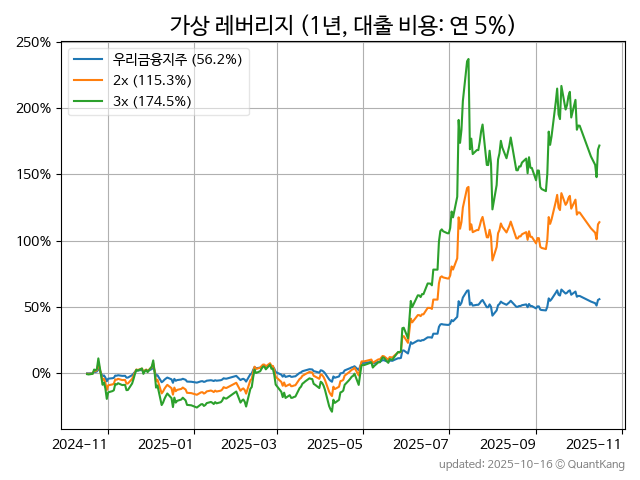 가상 레버리지 (1년, 대출 비용: 연 5%)
250%
200%
150%
100%
50%
0%
우리금융지주 (56.2%)
2x (115.3%)
3x (174.5%)
2024-11
2025-01
2025-03
2025-05
2025-07
2025-09
2025-11
updated: 2025-10-16 © QuantKang